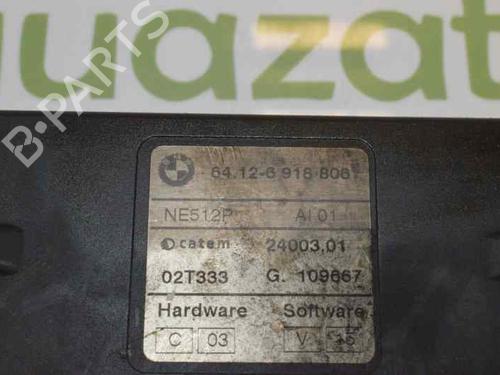 uazat
B-PARTS
64.12-6 918 806
NE512P AI 01
catem 24003,01
02T333 G. 109667
Hardware Software
C 03 V